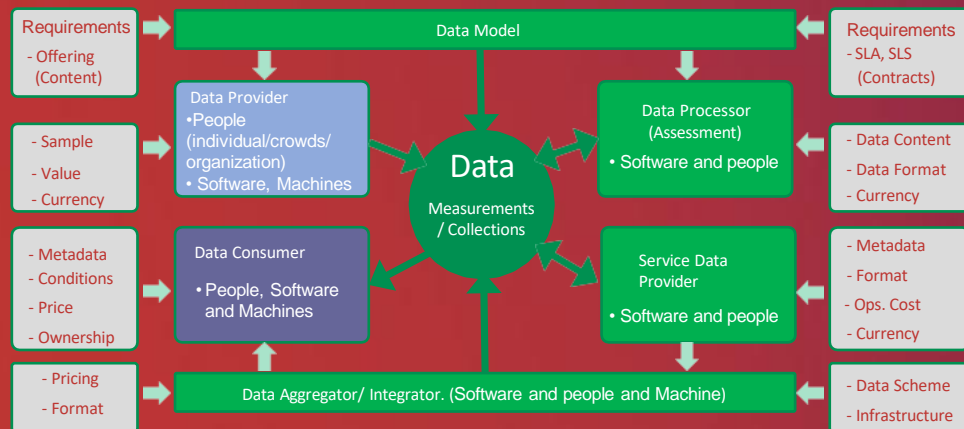 Requirements
- Offering
(Content)
Data Model
Requirements
- SLA, SLS
(Contracts)
Data Provider
•People
(individual/crowds/
organization)
• Software, Machines
Data Processor
(Assessment)
• Software and people
- Sample
- Value
- Currency
Data
Measurements
/ Collections
- Data Content
- Data Format
- Currency
- Metadata
- Conditions
- Price
- Ownership
Data Consumer
• People, Software
and Machines
Service Data
Provider
• Software and people
- Metadata
- Format
- Ops. Cost
- Currency
- Pricing
- Format
Data Aggregator/ Integrator. (Software and people and Machine)
- Data Scheme
- Infrastructure